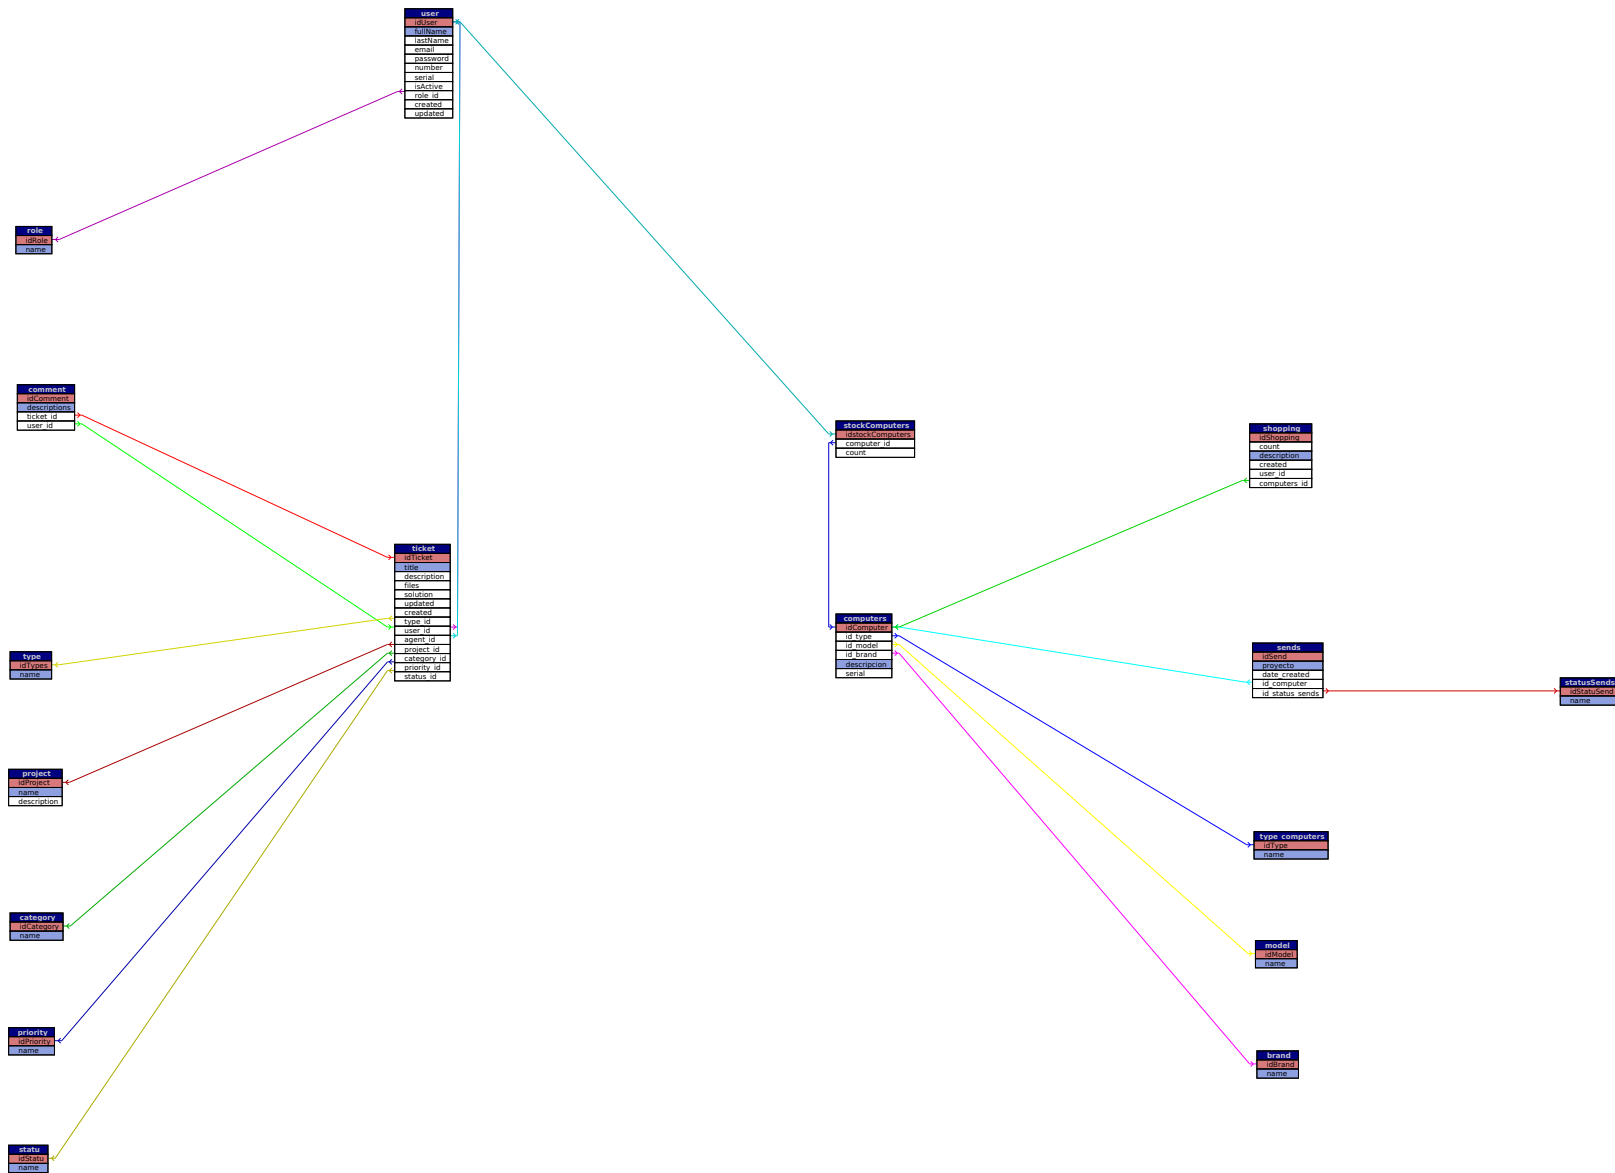 user
idUser
fullName
lastName
email
password
number
serial
isActive
role_id
created
updated
role
idRole
name
comment
idComment
descriptions
ticket_id
user_id
stockComputers
idstockComputers
computer_id
count
shopping
idShopping
count
description
created
user_id
computers_id
ticket
idTicket
title
description
files
solution
updated
created
type_id
user_id
agent_id
project_id
category_id
priority_id
status_id
computers
idComputer
id_type
id_model
id_brand
descripcion
serial
sends
idSend
proyecto
date_created
id_computer
id_status_sends
statusSends
idStatuSend
name
type
idTypes
name
project
idProject
name
description
type_computers
idType
name
category
idCategory
name
model
idModel
name
priority
idPriority
name
brand
idBrand
name
statu
idStatu
name